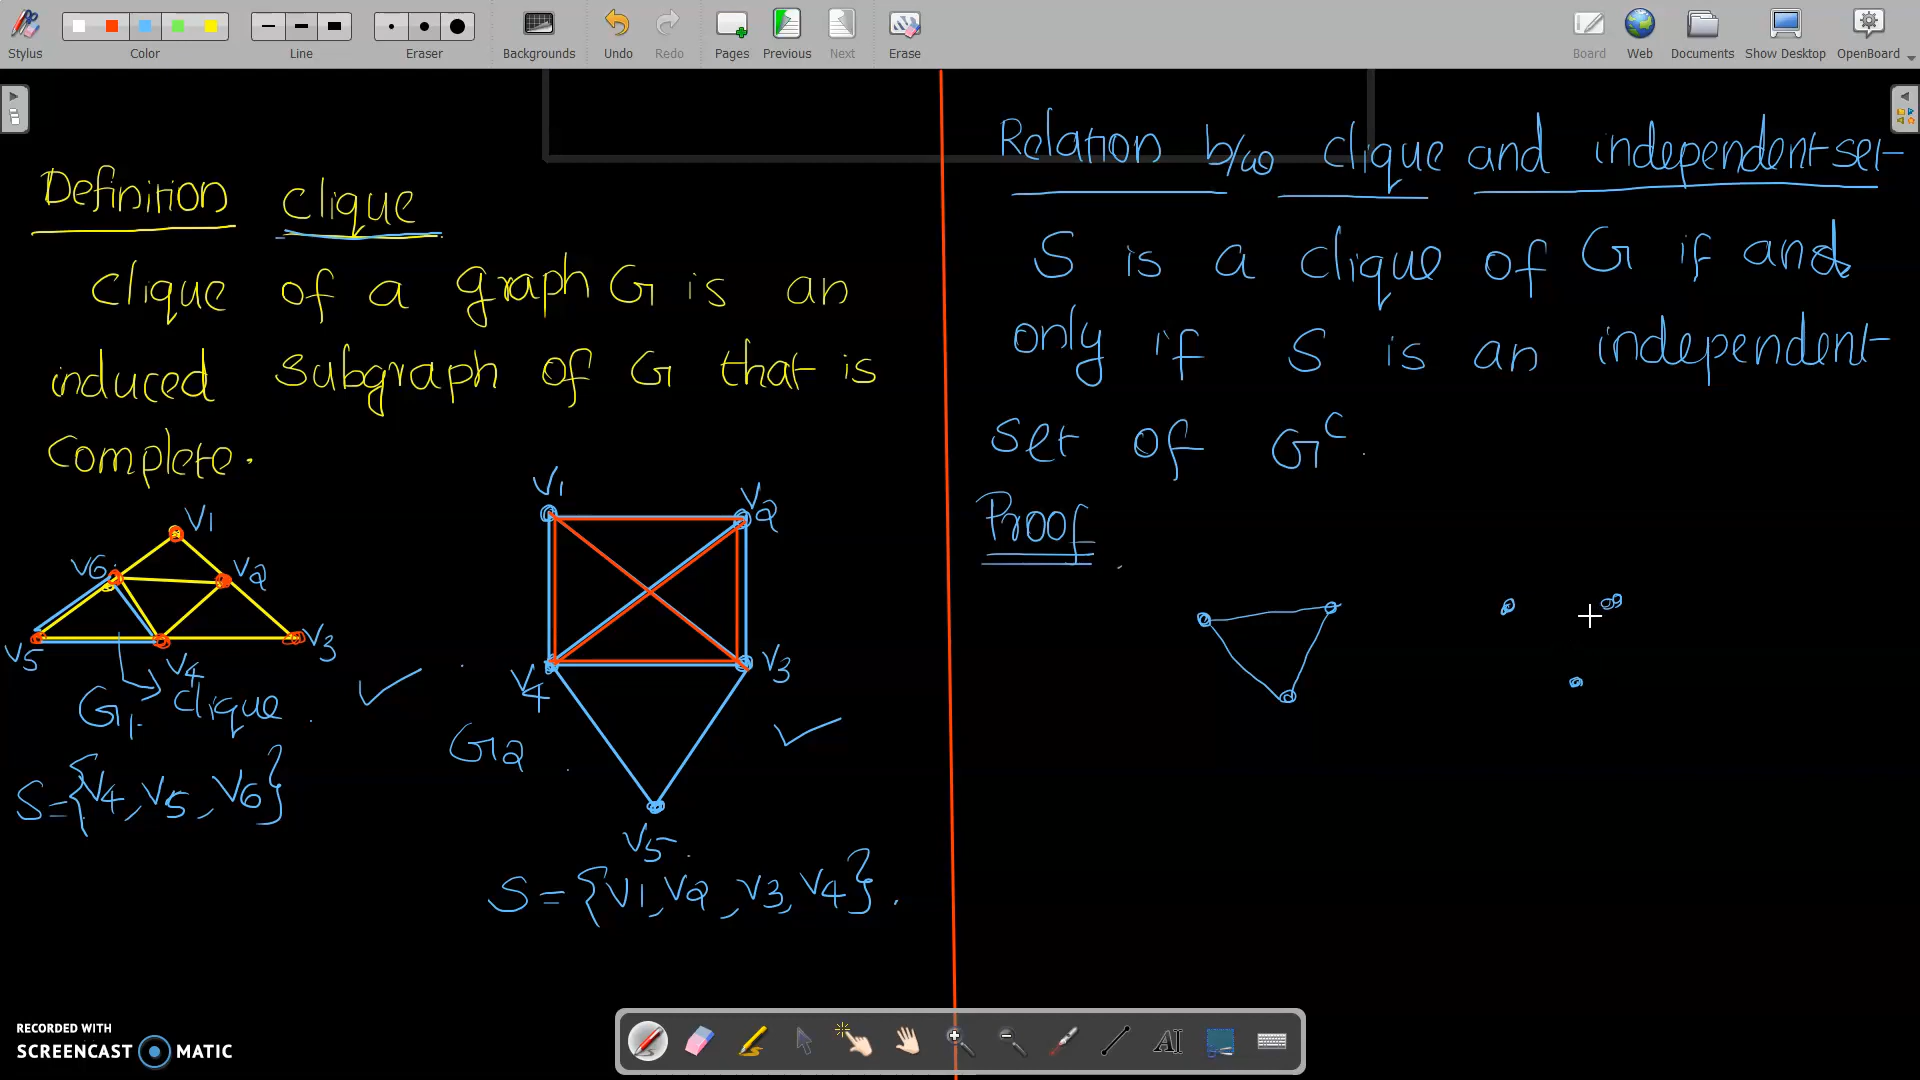 Stylus
Color
Line
Eraser
Backgrounds
Undo
Redo
Pages
Previous
Next
Erase
Board
Web
Documents
Show Desktop
OpenBoard
Definition clique
Clique of a graph G is an
induced subgraph of G that is
Complete.
V1
V6
V2
V5
V4
V3
G1. clique
S={V4,V5,V6}
V1
V2
V4
V3
G2
V5.
S={V1,V2,V3,V4}.
Relation b/w clique and independent set
S is a clique of G if and
only if S is an independent
set of G^c.
Proof
RECORDED WITH
SCREENCAST MATIC
AI